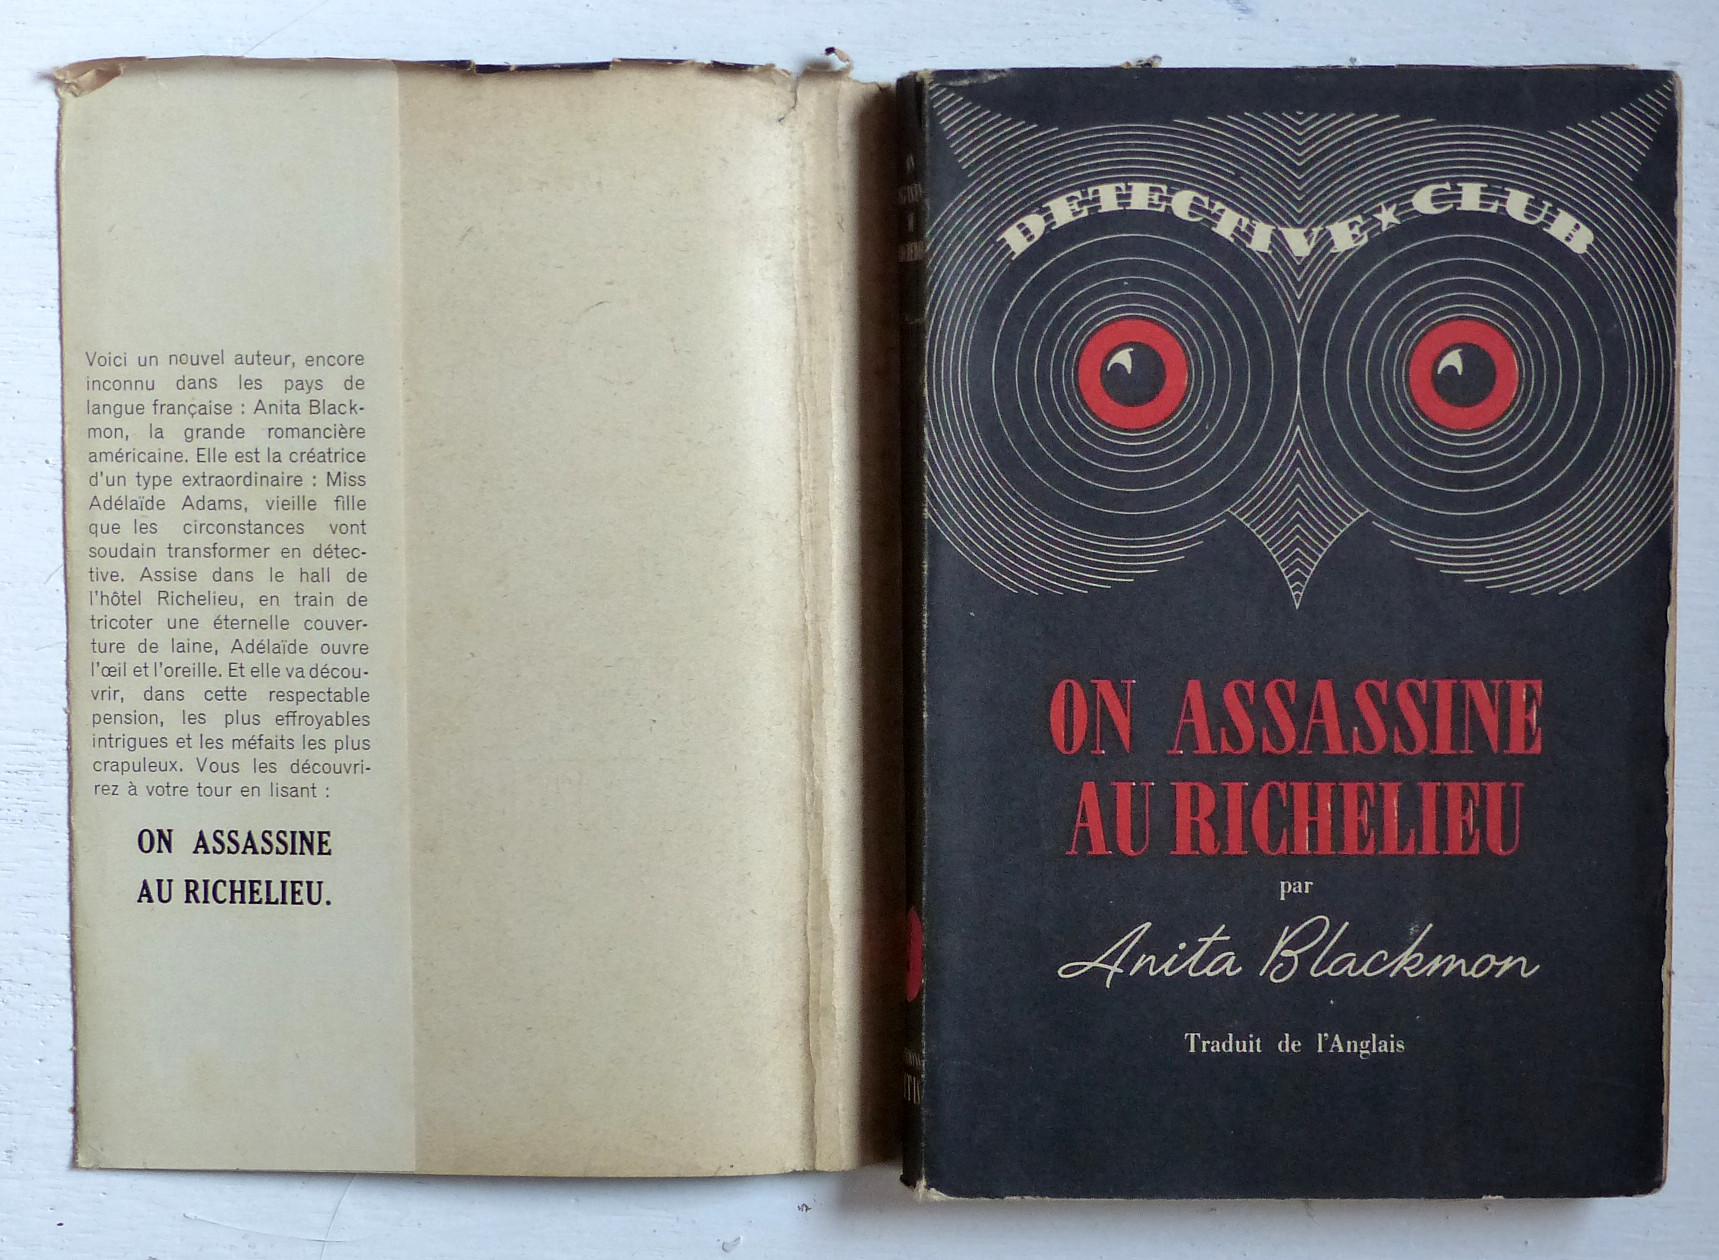 Voici un nouvel auteur, encore
inconnu dans les pays de
langue française : Anita Black-
mon, la grande romancière
américaine. Elle est la créatrice
d'un type extraordinaire : Miss
Adélaïde Adams, vieille fille
que les circonstances vont
soudain transformer en détec-
tive. Assise dans le hall de
l'hôtel Richelieu, en train de
tricoter une éternelle couver-
ture de laine, Adélaïde ouvre
l'œil et l'oreille. Et elle va décou-
vrir, dans cette respectable
pension, les plus effroyables
intrigues et les méfaits les plus
crapuleux. Vous les découvri-
rez à votre tour en lisant :
ON ASSASSINE
AU RICHELIEU.
DETECTIVE★CLUB
ON ASSASSINE
AU RICHELIEU
par
Anita Blackmon
Traduit de l'Anglais